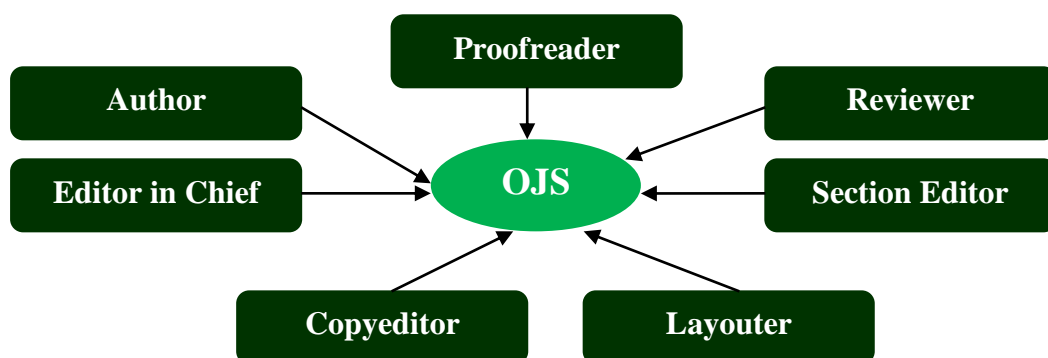 Proofreader
Author
Reviewer
OJS
Editor in Chief
Section Editor
Copyeditor
Layouter